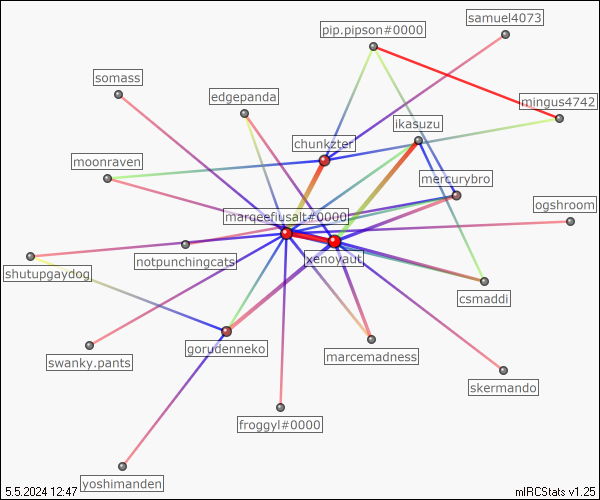 samuel4073
pip.pipson#0000
somass
edgepanda
mingus4742
ikasuzu
chunkzter
moonraven
mercurybro
ogshroom
marqeefiusalt#0000
xenoyaut
notpunchingcats
shutupgaydog
csmaddi
gorudenneko
marcemadness
swanky.pants
skermando
froggyl#0000
yoshimanden
5.5.2024 12:47
mIRCStats v1.25